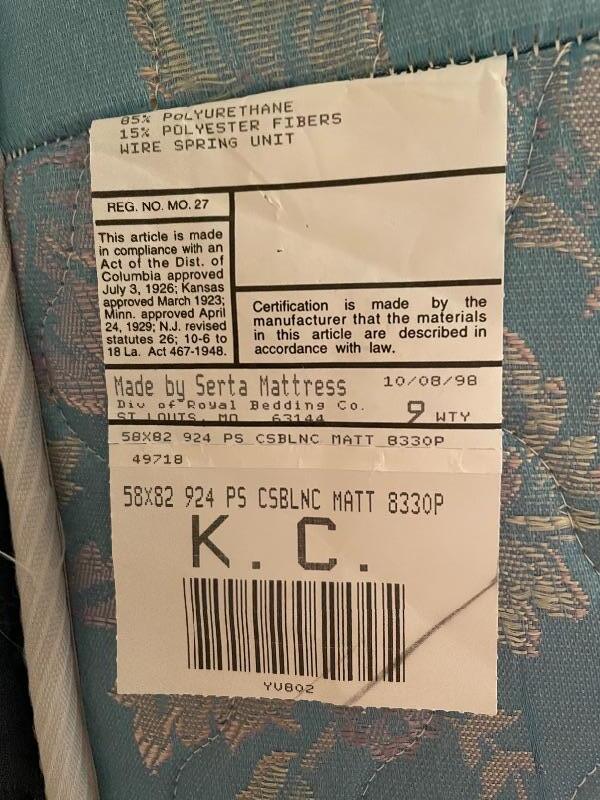 85% POLYURETHANE
15% POLYESTER FIBERS
WIRE SPRING UNIT
REG. NO. MO. 27
This article is made
in compliance with an
Act of the Dist. of
Columbia approved
July 3, 1926; Kansas
approved March 1923;
Minn. approved April
24, 1929; N.J. revised
statutes 26; 10-6 to
18 La. Act 467-1948.
Certification is made by the
manufacturer that the materials
in this article are described in
accordance with law.
Made by Serta Mattress 10/08/98
Div of Royal Bedding Co.
ST LOUIS, MO 63144 9 WTY
58X82 924 PS CSBLNC MATT 8330P
49718
58X82 924 PS CSBLNC MATT 8330P
K. C.
YV802